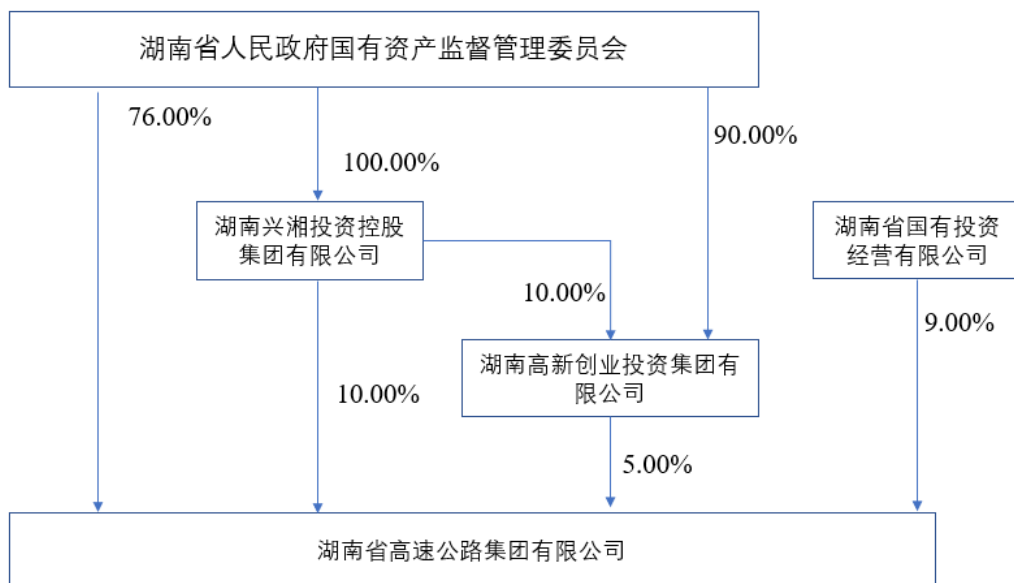 湖南省人民政府国有资产监督管理委员会
76.00%
90.00%
100.00%
湖南兴湘投资控股
集团有限公司
湖南省国有投资
经营有限公司
10.00%
9.00%
湖南高新创业投资集团有
限公司
10.00%
5.00%
湖南省高速公路集团有限公司